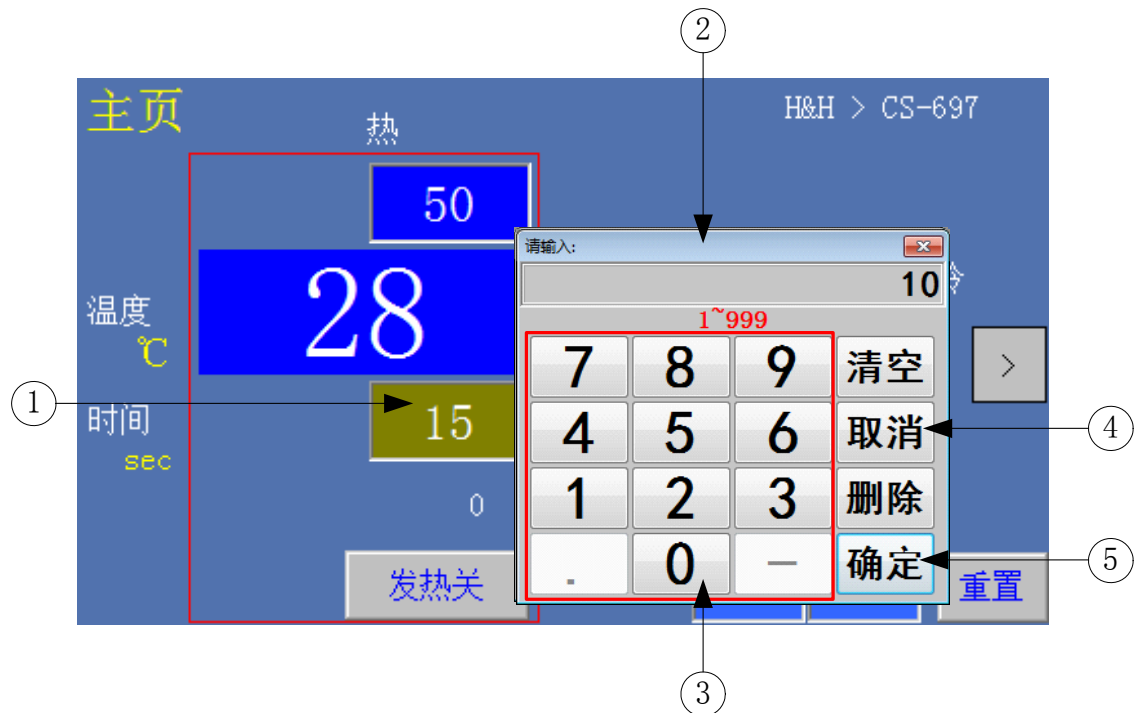 2
主页
H&H > CS-697
热
50
请输入:
10
28
冷
1~999
温度
℃
7 8 9 清空
>
1
时间
15
4 5 6 取消
4
sec
0
1 2 3 删除
. 0 - 确定
5
发热关
重置
3